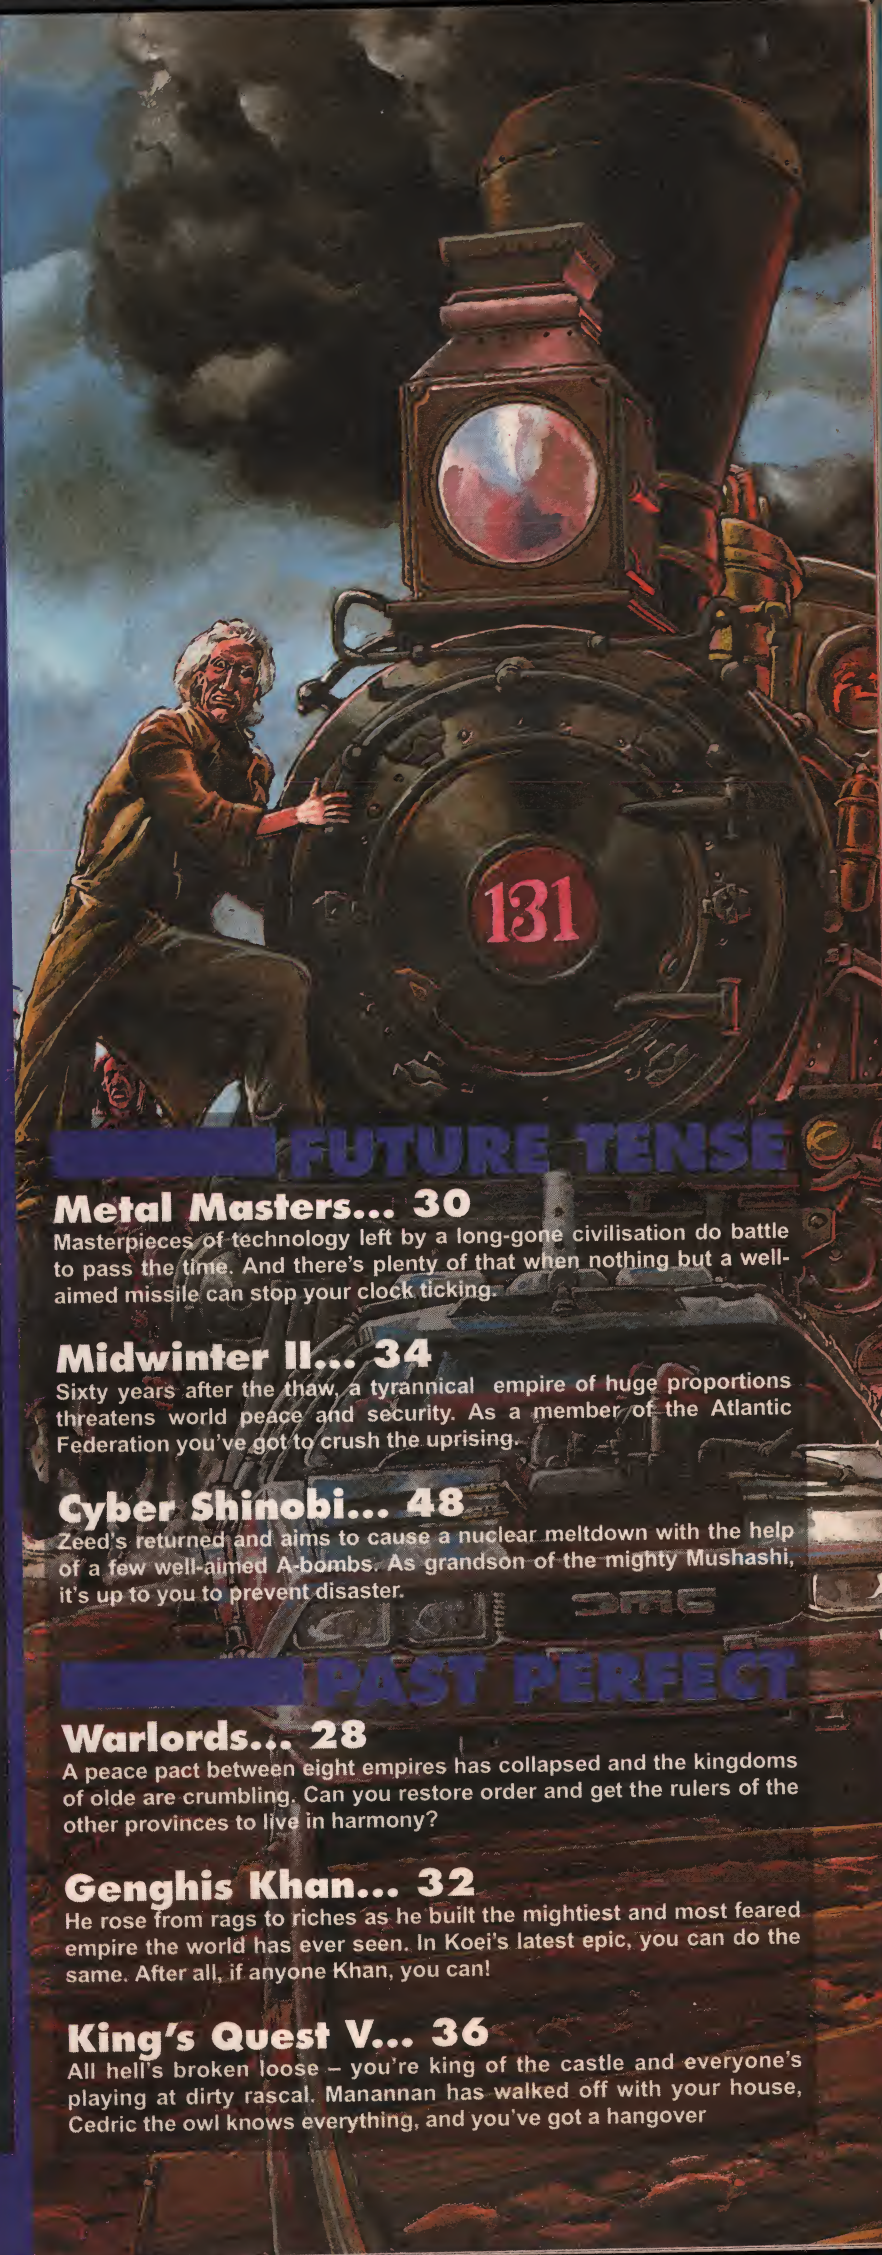 131
FUTURE TENSE
Metal Masters... 30
Masterpieces of technology left by a long-gone civilisation do battle
to pass the time. And there's plenty of that when nothing but a well-
aimed missile can stop your clock ticking.
Midwinter II... 34
Sixty years after the thaw, a tyrannical empire of huge proportions
threatens world peace and security. As a member of the Atlantic
Federation you've got to crush the uprising.
Cyber Shinobi... 48
Zeed's returned and aims to cause a nuclear meltdown with the help
of a few well-aimed A-bombs. As grandson of the mighty Mushashi,
it's up to you to prevent disaster.
DMC
PAST PERFECT
Warlords... 28
A peace pact between eight empires has collapsed and the kingdoms
of olde are crumbling. Can you restore order and get the rulers of the
other provinces to live in harmony?
Genghis Khan... 32
He rose from rags to riches as he built the mightiest and most feared
empire the world has ever seen. In Koei's latest epic, you can do the
same. After all, if anyone Khan, you can!
King's Quest V... 36
All hell's broken loose – you're king of the castle and everyone's
playing at dirty rascal. Manannan has walked off with your house,
Cedric the owl knows everything, and you've got a hangover